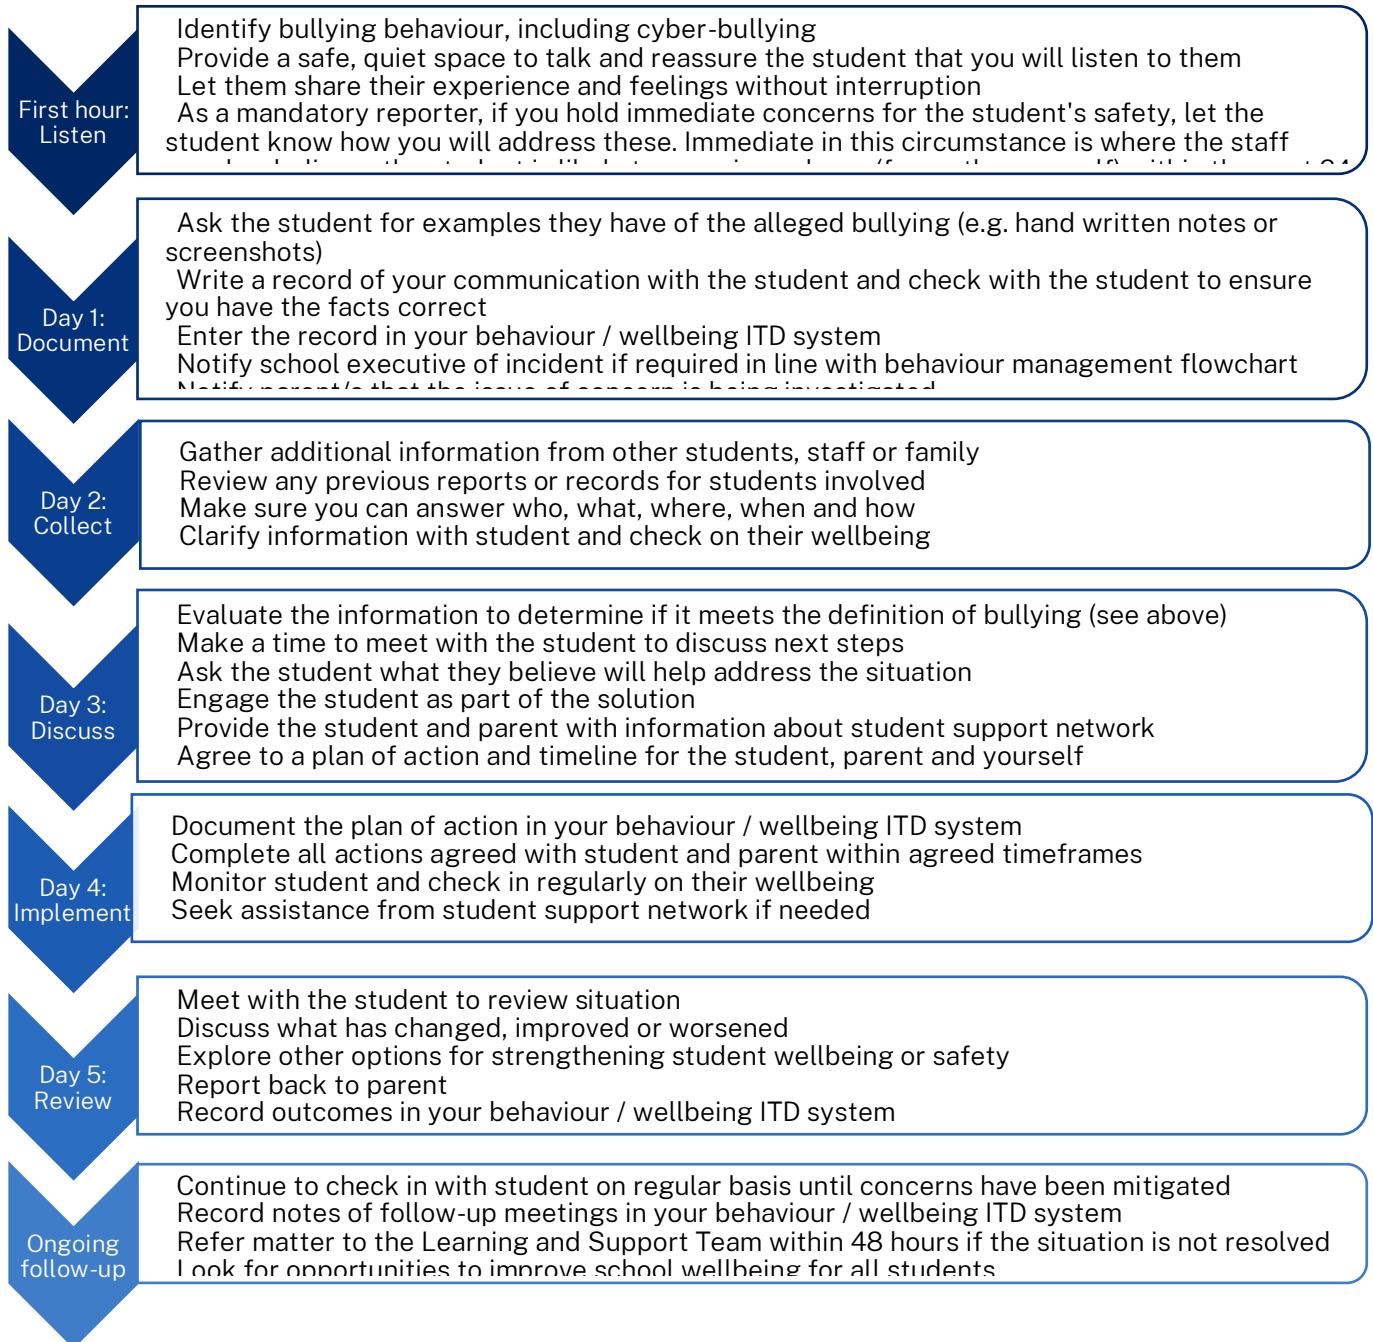 First hour:
Listen
Identify bullying behaviour, including cyber-bullying
Provide a safe, quiet space to talk and reassure the student that you will listen to them
Let them share their experience and feelings without interruption
As a mandatory reporter, if you hold immediate concerns for the student's safety, let the
student know how you will address these. Immediate in this circumstance is where the staff
Day 1:
Document
Ask the student for examples they have of the alleged bullying (e.g. hand written notes or
screenshots)
Write a record of your communication with the student and check with the student to ensure
you have the facts correct
Enter the record in your behaviour / wellbeing ITD system
Notify school executive of incident if required in line with behaviour management flowchart
Notify parent/s that the issue of concern is being investigated
Day 2:
Collect
Gather additional information from other students, staff or family
Review any previous reports or records for students involved
Make sure you can answer who, what, where, when and how
Clarify information with student and check on their wellbeing
Day 3:
Discuss
Evaluate the information to determine if it meets the definition of bullying (see above)
Make a time to meet with the student to discuss next steps
Ask the student what they believe will help address the situation
Engage the student as part of the solution
Provide the student and parent with information about student support network
Agree to a plan of action and timeline for the student, parent and yourself
Day 4:
Implement
Document the plan of action in your behaviour / wellbeing ITD system
Complete all actions agreed with student and parent within agreed timeframes
Monitor student and check in regularly on their wellbeing
Seek assistance from student support network if needed
Day 5:
Review
Meet with the student to review situation
Discuss what has changed, improved or worsened
Explore other options for strengthening student wellbeing or safety
Report back to parent
Record outcomes in your behaviour / wellbeing ITD system
Ongoing
follow-up
Continue to check in with student on regular basis until concerns have been mitigated
Record notes of follow-up meetings in your behaviour / wellbeing ITD system
Refer matter to the Learning and Support Team within 48 hours if the situation is not resolved
Look for opportunities to improve school wellbeing for all students